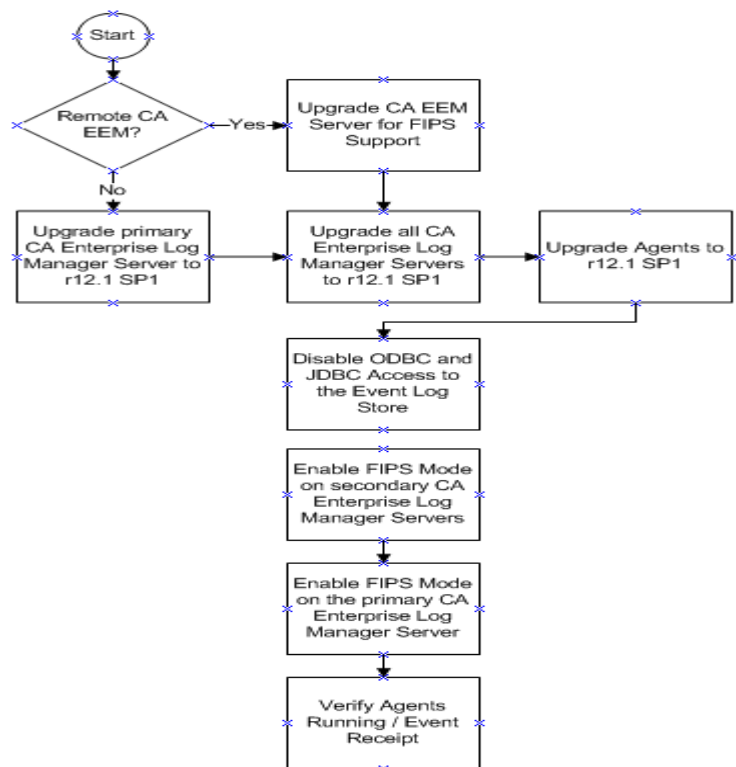 Start
Remote CA
EEM?
Yes
Upgrade CA EEM
Server for FIPS
Support
No
Upgrade primary
CA Enterprise Log
Manager Server to
r12.1 SP1
Upgrade all CA
Enterprise Log
Manager Servers
to r12.1 SP1
Upgrade Agents to
r12.1 SP1
Disable ODBC and
JDBC Access to
the Event Log
Store
Enable FIPS Mode
on secondary CA
Enterprise Log
Manager Servers
Enable FIPS Mode
on the primary CA
Enterprise Log
Manager Server
Verify Agents
Running / Event
Receipt